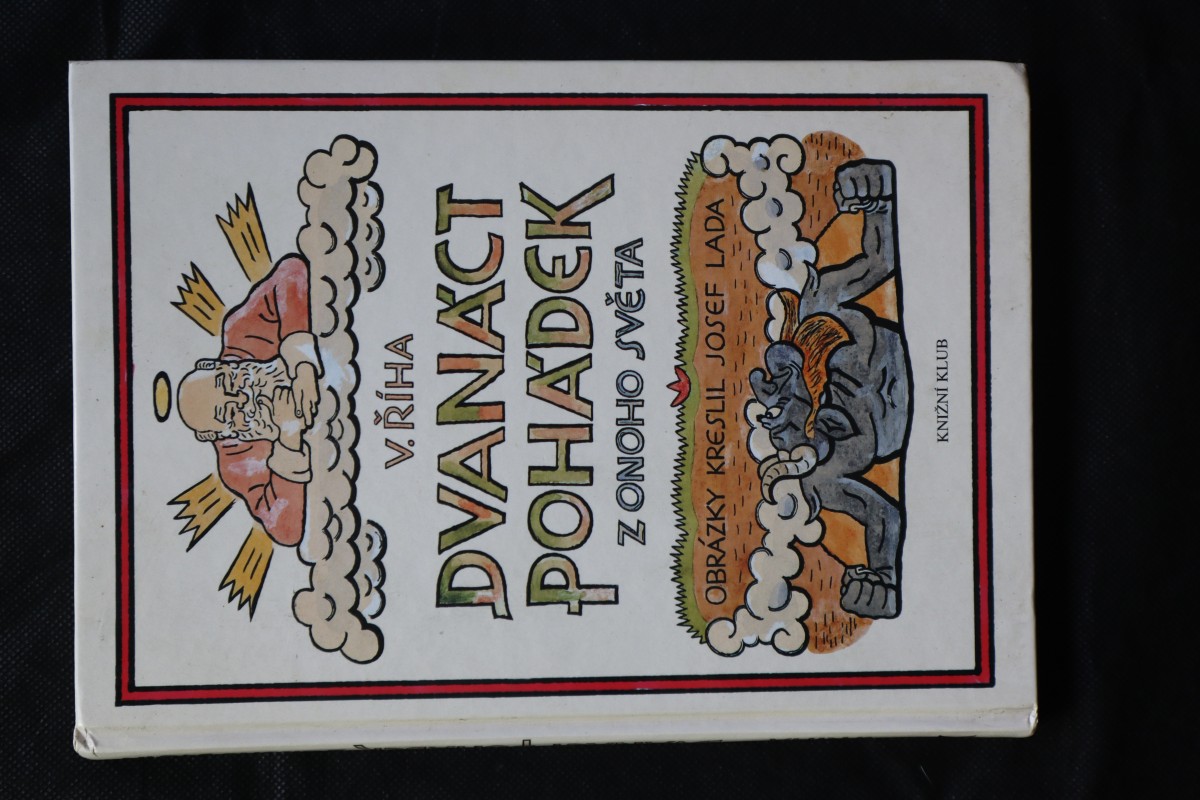 V. ŘÍHA
DVANÁCT
POHÁDEK
Z ONOHO SVĚTA
OBRÁZKY KRESLIL JOSEF LADA
KNIŽNÍ KLUB